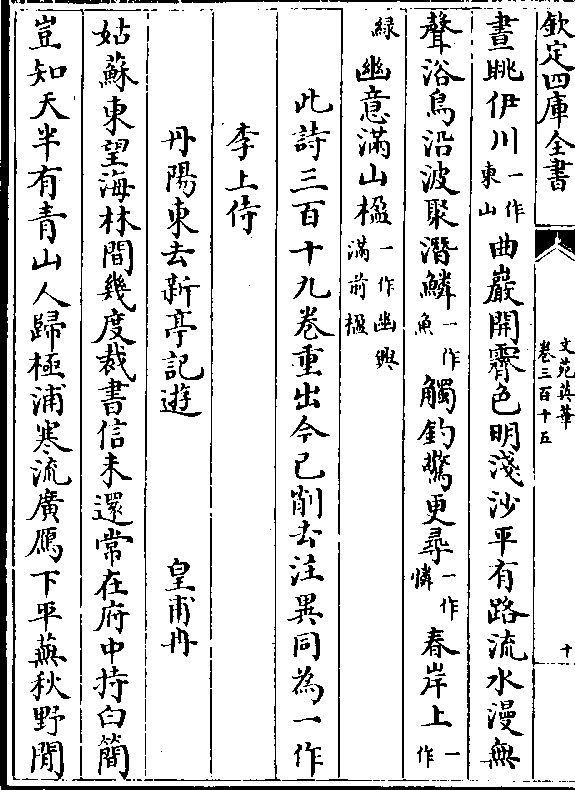 欽定四庫全書
文苑英華
卷三百十五
十
晝眺伊川一作東山曲巖開霽色明淺沙平有路流水漫無
聲浴鳥沿波聚潛鱗一作魚觸釣驚更尋一作憐春岸上一作
緑幽意滿山楹一作幽興滿前楹
此詩三百十九卷重出今已削去注異同為一作
李上侍
丹陽東去新亭記逰
皇甫冉
姑蘇東望海林間幾度裁書信未還常在府中持白簡
豈知天半有青山人歸極浦寒流廣鴈下平蕪秋野閒